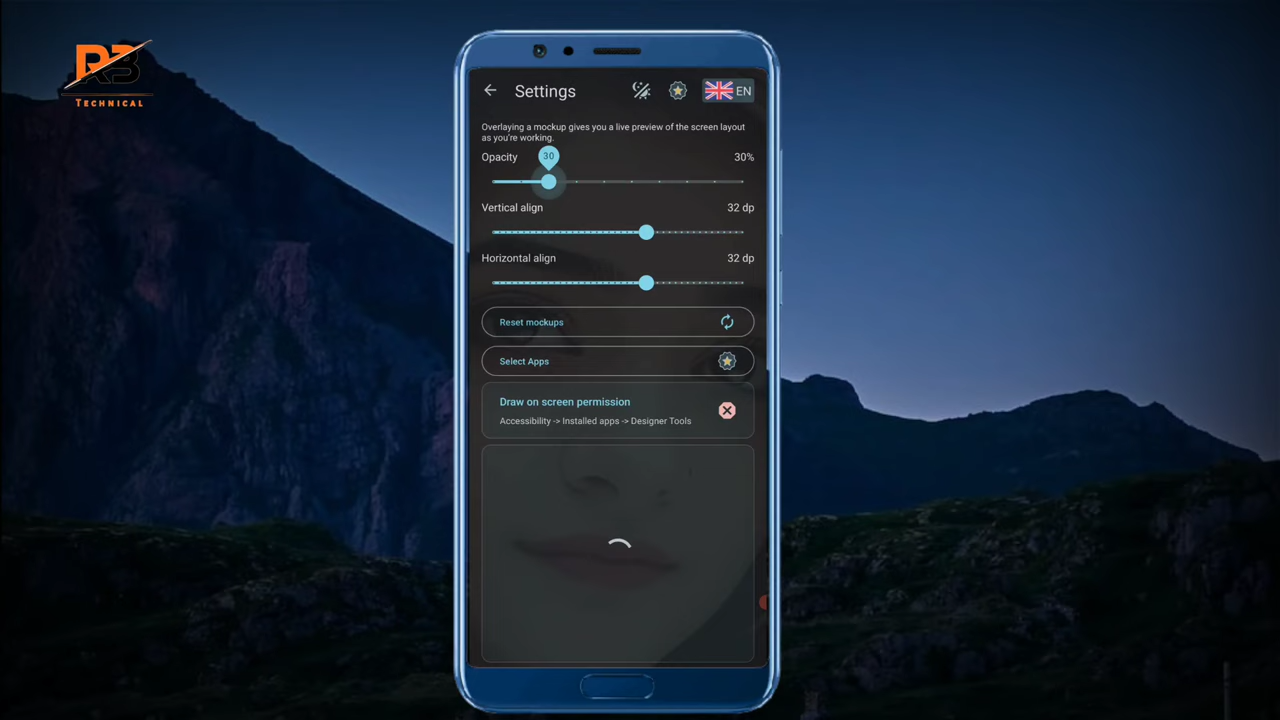 RB
TECHNICAL
Settings
EN
Overlaying a mockup gives you a live preview of the screen layout
as you're working.
Opacity
30
30%
Vertical align
32 dp
Horizontal align
32 dp
Reset mockups
Select Apps
Draw on screen permission
Accessibility -> Installed apps -> Designer Tools